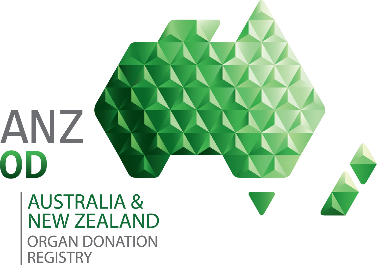 ANZ
OD
AUSTRALIA &
NEW ZEALAND
ORGAN DONATION
REGISTRY